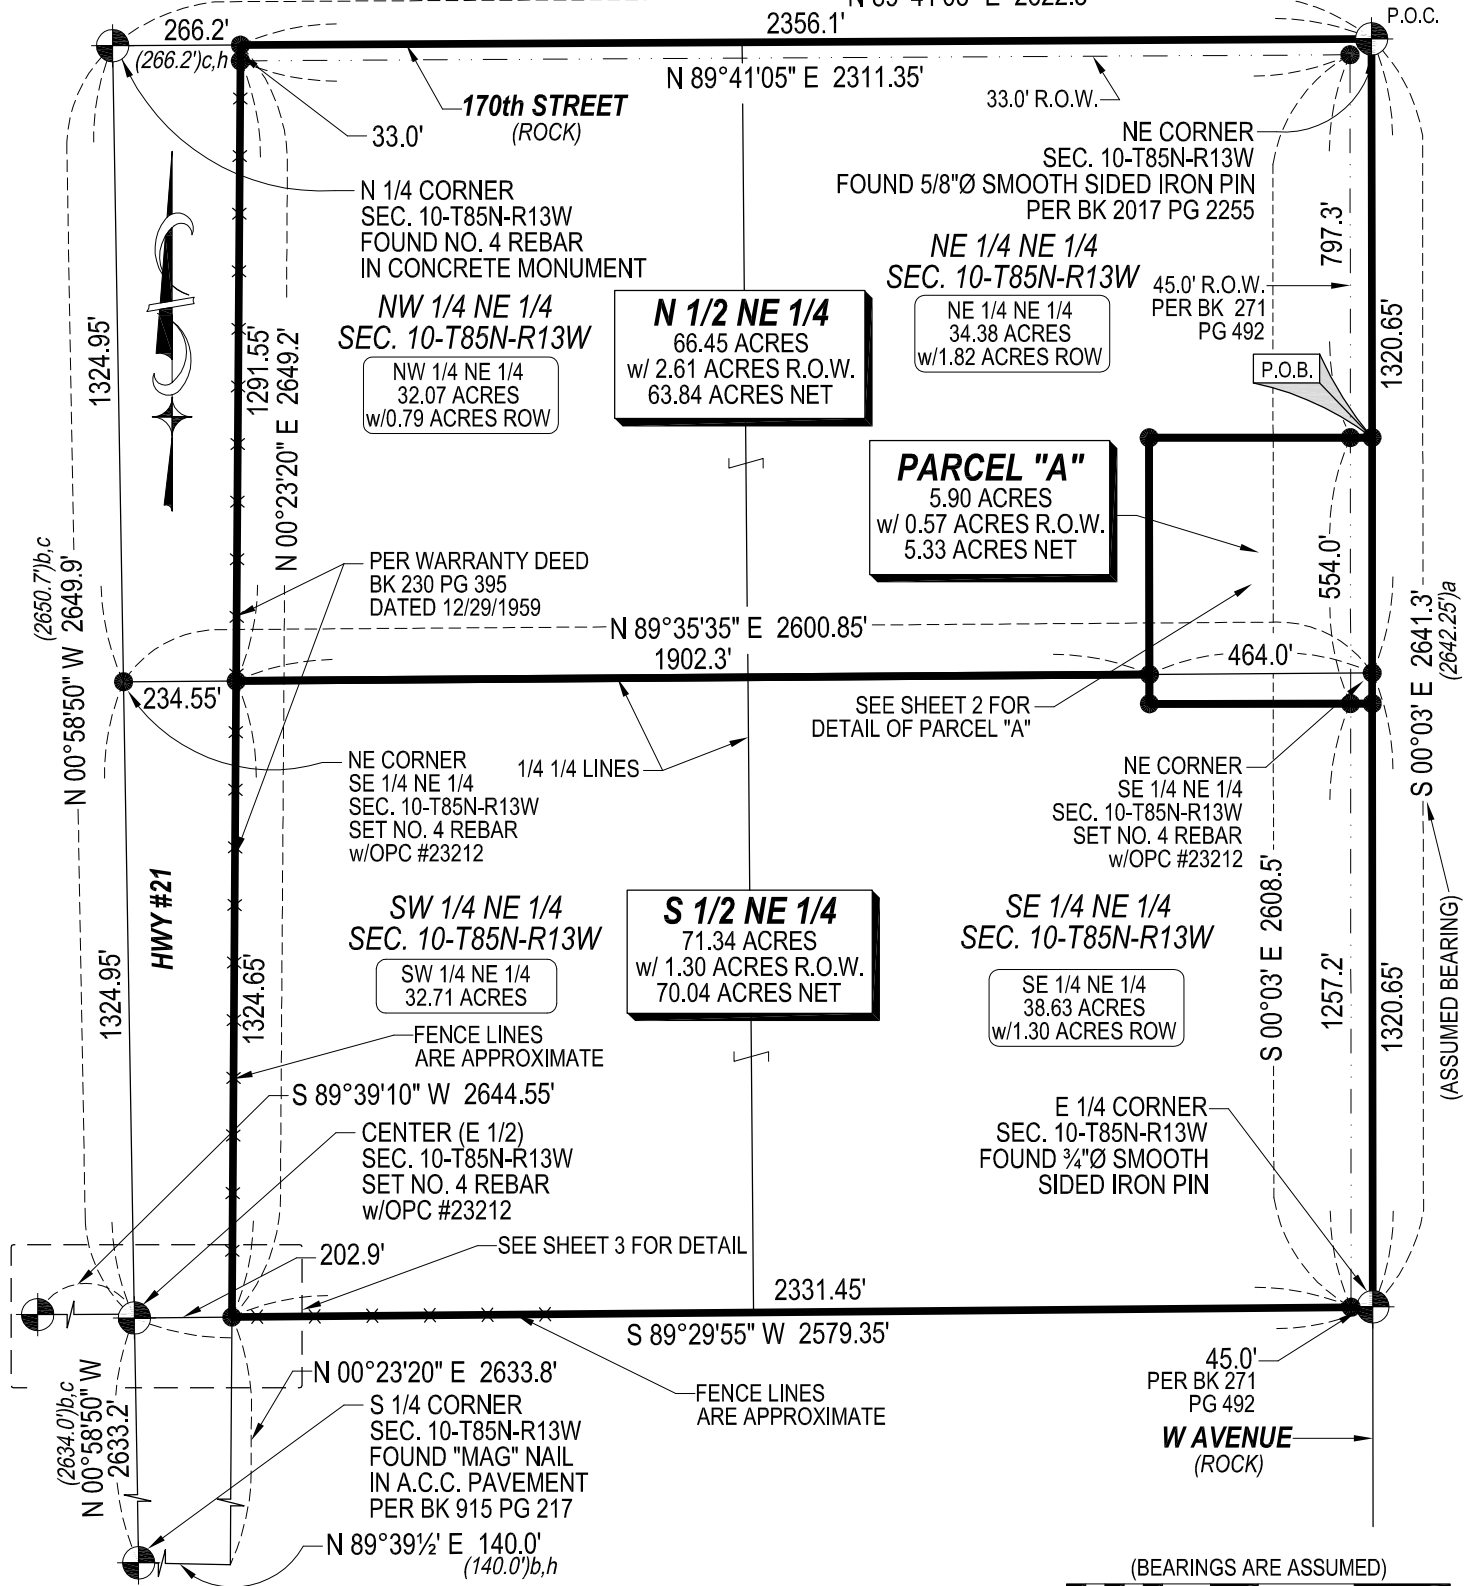 P.O.C.
266.2'
(266.2')c,h
2356.1'
N 89°41'05" E 2311.35'
170th STREET
(ROCK)
33.0' R.O.W.
33.0'
N 1/4 CORNER
SEC. 10-T85N-R13W
FOUND NO. 4 REBAR
IN CONCRETE MONUMENT
NE CORNER
SEC. 10-T85N-R13W
FOUND 5/8"Ø SMOOTH SIDED IRON PIN
PER BK 2017 PG 2255
NW 1/4 NE 1/4
SEC. 10-T85N-R13W
NW 1/4 NE 1/4
32.07 ACRES
w/0.79 ACRES ROW
N 1/2 NE 1/4
66.45 ACRES
w/ 2.61 ACRES R.O.W.
63.84 ACRES NET
NE 1/4 NE 1/4
SEC. 10-T85N-R13W
NE 1/4 NE 1/4
34.38 ACRES
w/1.82 ACRES ROW
797.3'
45.0' R.O.W.
PER BK 271
PG 492
1320.65'
P.O.B.
1324.95'
1291.55'
N 00°23'20" E 2649.2'
PARCEL "A"
5.90 ACRES
w/ 0.57 ACRES R.O.W.
5.33 ACRES NET
554.0'
(2650.7')b,c
N 00°58'50" W 2649.9'
PER WARRANTY DEED
BK 230 PG 395
DATED 12/29/1959
N 89°35'35" E 2600.85'
1902.3'
464.0'
234.55'
S 00°03' E 2641.3'
(2642.25')a
(ASSUMED BEARING)
SEE SHEET 2 FOR
DETAIL OF PARCEL "A"
1/4 1/4 LINES
NE CORNER
SE 1/4 NE 1/4
SEC. 10-T85N-R13W
SET NO. 4 REBAR
w/OPC #23212
NE CORNER
SE 1/4 NE 1/4
SEC. 10-T85N-R13W
SET NO. 4 REBAR
w/OPC #23212
HWY #21
SW 1/4 NE 1/4
SEC. 10-T85N-R13W
SW 1/4 NE 1/4
32.71 ACRES
S 1/2 NE 1/4
71.34 ACRES
w/ 1.30 ACRES R.O.W.
70.04 ACRES NET
SE 1/4 NE 1/4
SEC. 10-T85N-R13W
SE 1/4 NE 1/4
38.63 ACRES
w/1.30 ACRES ROW
S 00°03' E 2608.5'
1257.2'
1320.65'
1324.95'
1324.65'
FENCE LINES
ARE APPROXIMATE
S 89°39'10" W 2644.55'
CENTER (E 1/2)
SEC. 10-T85N-R13W
SET NO. 4 REBAR
w/OPC #23212
E 1/4 CORNER
SEC. 10-T85N-R13W
FOUND ¾"Ø SMOOTH
SIDED IRON PIN
202.9'
SEE SHEET 3 FOR DETAIL
2331.45'
S 89°29'55" W 2579.35'
N 00°23'20" E 2633.8'
S 1/4 CORNER
SEC. 10-T85N-R13W
FOUND "MAG" NAIL
IN A.C.C. PAVEMENT
PER BK 915 PG 217
FENCE LINES
ARE APPROXIMATE
45.0'
PER BK 271
PG 492
W AVENUE
(ROCK)
(2634.0')b,c
N 00°58'50" W
2633.2'
N 89°39½' E 140.0'
(140.0')b,h
(BEARINGS ARE ASSUMED)